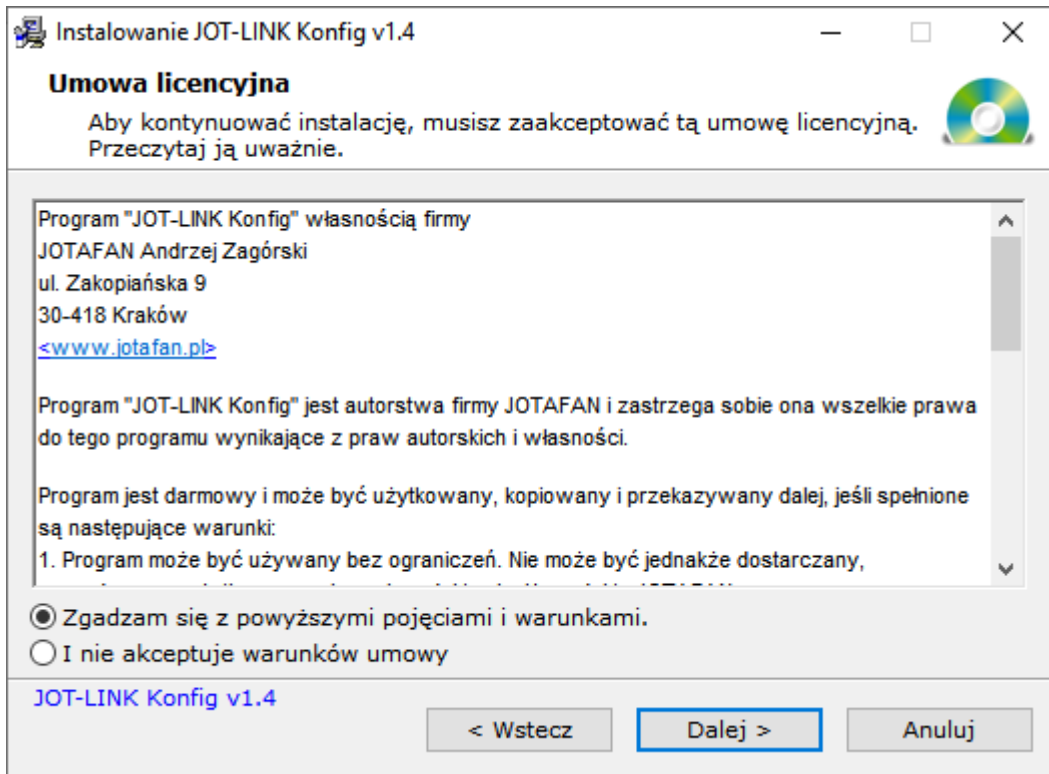 Instalowanie JOT-LINK Konfig v1.4
Umowa licencyjna
Aby kontynuować instalację, musisz zaakceptować tą umowę licencyjną.
Przeczytaj ją uważnie.
Program "JOT-LINK Konfig" własnością firmy
JOTAFAN Andrzej Zagórski
ul. Zakopiańska 9
30-418 Kraków
<www.jotafan.pl>
Program "JOT-LINK Konfig" jest autorstwa firmy JOTAFAN i zastrzega sobie ona wszelkie prawa
do tego programu wynikające z praw autorskich i własności.
Program jest darmowy i może być użytkowany, kopiowany i przekazywany dalej, jeśli spełnione
są następujące warunki:
1. Program może być używany bez ograniczeń. Nie może być jednakże dostarczany,
Zgadzam się z powyższymi pojęciami i warunkami.
I nie akceptuje warunków umowy
JOT-LINK Konfig v1.4
< Wstecz
Dalej >
Anuluj